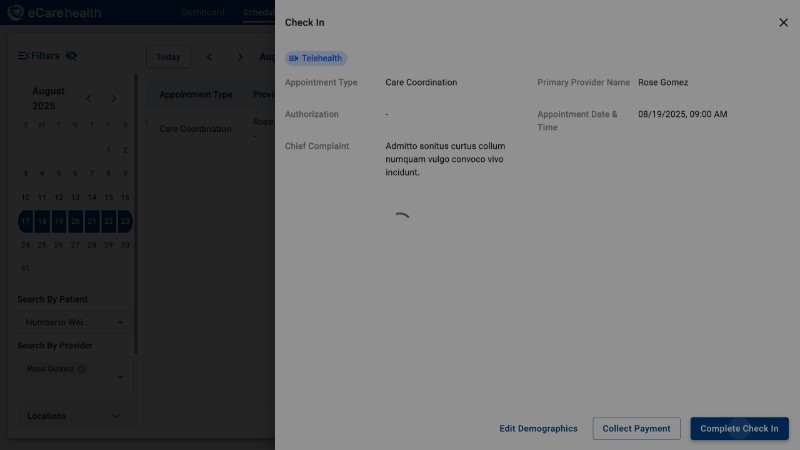 eCarehealth
Dashboard
Schedul
Filters
August
2025
S M T W T F S
1 2
3 4 5 6 7 8 9
10 11 12 13 14 15 16
17 18 19 20 21 22 23
24 25 26 27 28 29 30
31
Search By Patient
Humberto Wei...
Search By Provider
Rose Gomez
Locations
Today
Aug
Appointment Type
Provi
Care Coordination
Rose
-
Check In
Telehealth
Appointment Type
Care Coordination
Primary Provider Name
Rose Gomez
Authorization
-
Appointment Date &
Time
08/19/2025, 09:00 AM
Chief Complaint
Admitto sonitus curtus collum
numquam vulgo convoco vivo
incidunt.
Edit Demographics
Collect Payment
Complete Check In